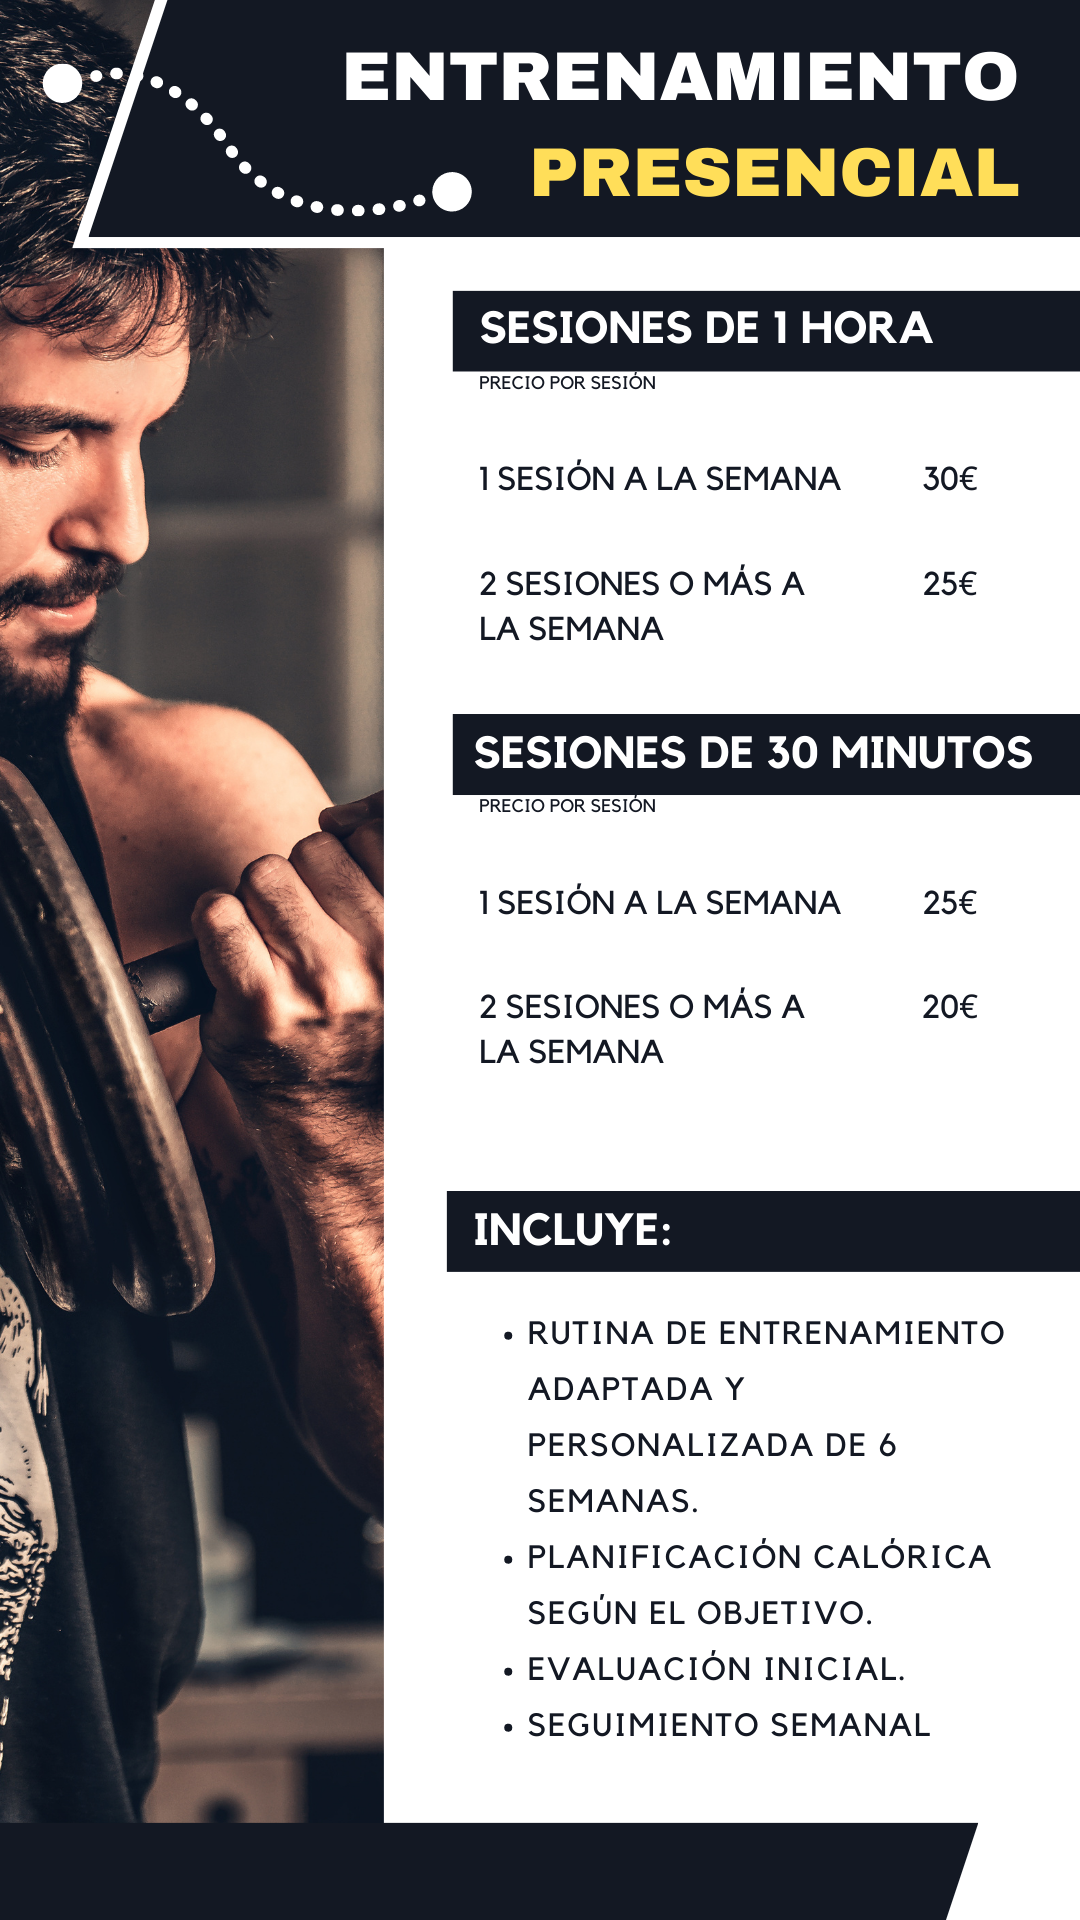 ENTRENAMIENTO
PRESENCIAL
SESIONES DE 1 HORA
PRECIO POR SESIÓN
1 SESIÓN A LA SEMANA 30€
2 SESIONES O MÁS A 25€
LA SEMANA
SESIONES DE 30 MINUTOS
PRECIO POR SESIÓN
1 SESIÓN A LA SEMANA 25€
2 SESIONES O MÁS A 20€
LA SEMANA
INCLUYE:
• RUTINA DE ENTRENAMIENTO
ADAPTADA Y
PERSONALIZADA DE 6
SEMANAS.
• PLANIFICACIÓN CALÓRICA
SEGÚN EL OBJETIVO.
• EVALUACIÓN INICIAL.
• SEGUIMIENTO SEMANAL